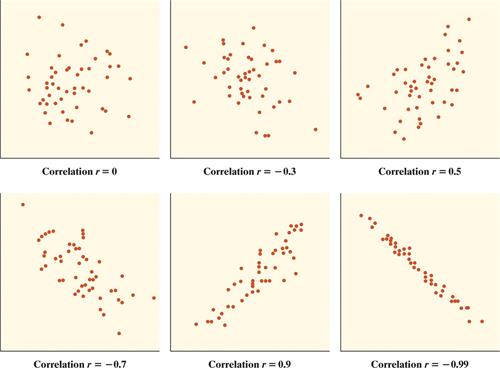 Correlation r = 0
Correlation r = −0.3
Correlation r = 0.5
Correlation r = −0.7
Correlation r = 0.9
Correlation r = −0.99